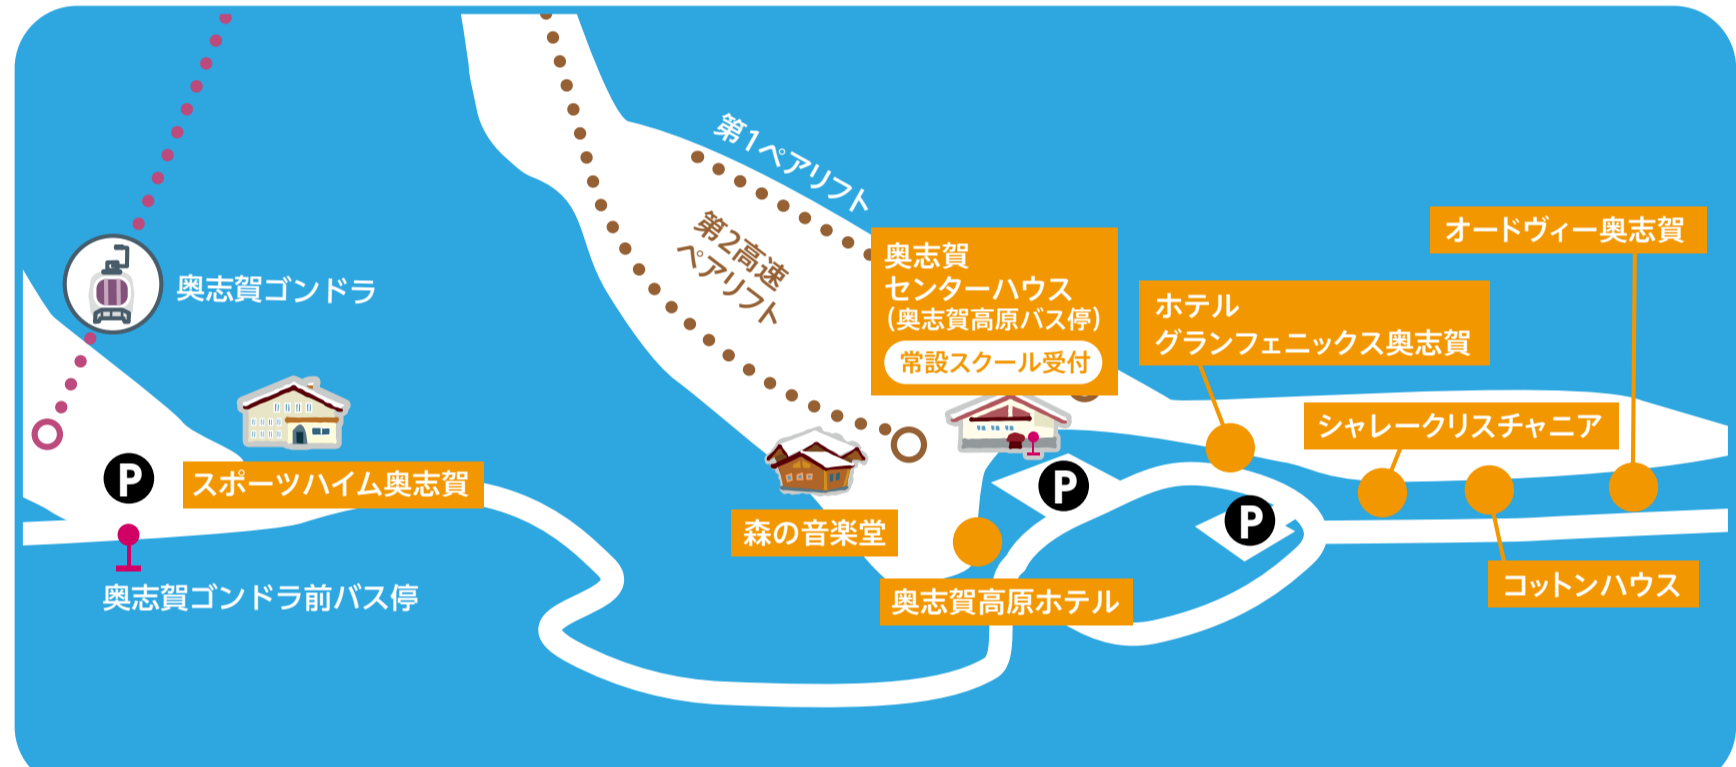 第1ペアリフト
第2高速
ペアリフト
奥志賀ゴンドラ
奥志賀
センターハウス
(奥志賀高原バス停)
常設スクール受付
オードヴィー奥志賀
ホテル
グランフェニックス奥志賀
シャレークリスチャニア
P
スポーツハイム奥志賀
P
P
森の音楽堂
コットンハウス
奥志賀ゴンドラ前バス停
奥志賀高原ホテル